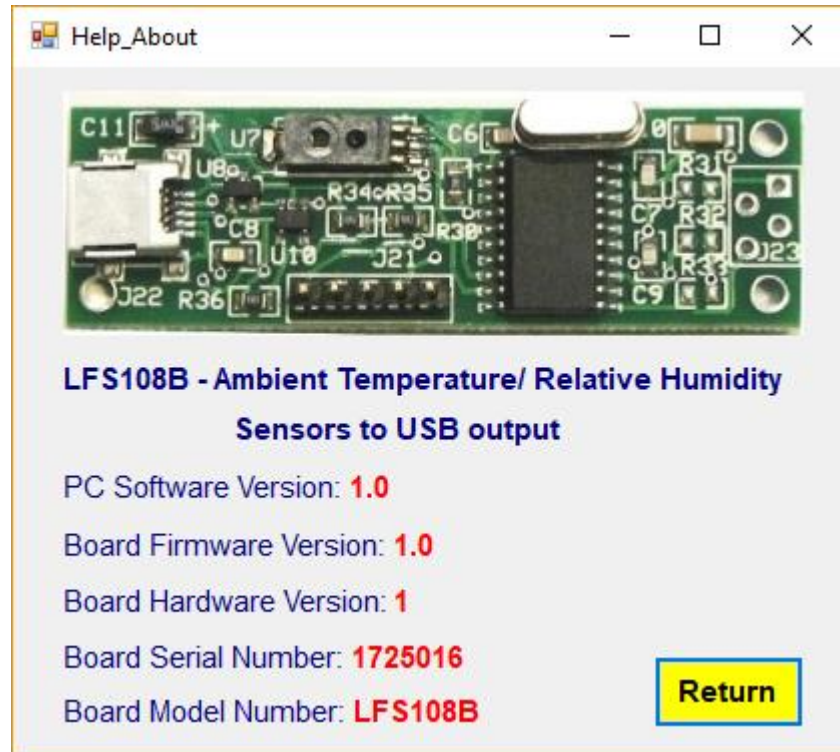 Help_About
C11
+
U7
C6
0
U8
R34
R35
R31
C7
R32
C8
R30
U10
J21
J23
J22
R36
C9
R33
LFS108B - Ambient Temperature/ Relative Humidity
Sensors to USB output
PC Software Version: 1.0
Board Firmware Version: 1.0
Board Hardware Version: 1
Board Serial Number: 1725016
Board Model Number: LFS108B
Return